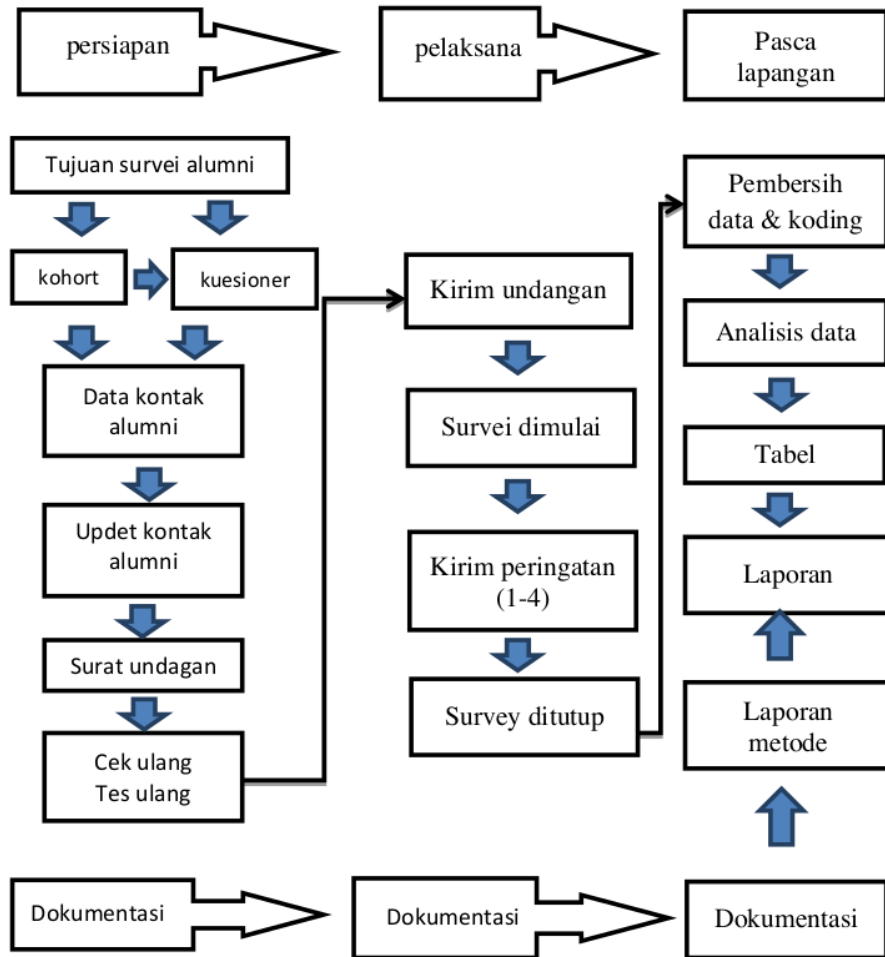 persiapan
pelaksana
Pasca
lapangan
Tujuan survei alumni
kohort
kuesioner
Data kontak
alumni
Updet kontak
alumni
Surat undagan
Cek ulang
Tes ulang
Kirim undangan
Survei dimulai
Kirim peringatan
(1-4)
Survey ditutup
Pembersih
data & koding
Analisis data
Tabel
Laporan
Laporan
metode
Dokumentasi
Dokumentasi
Dokumentasi